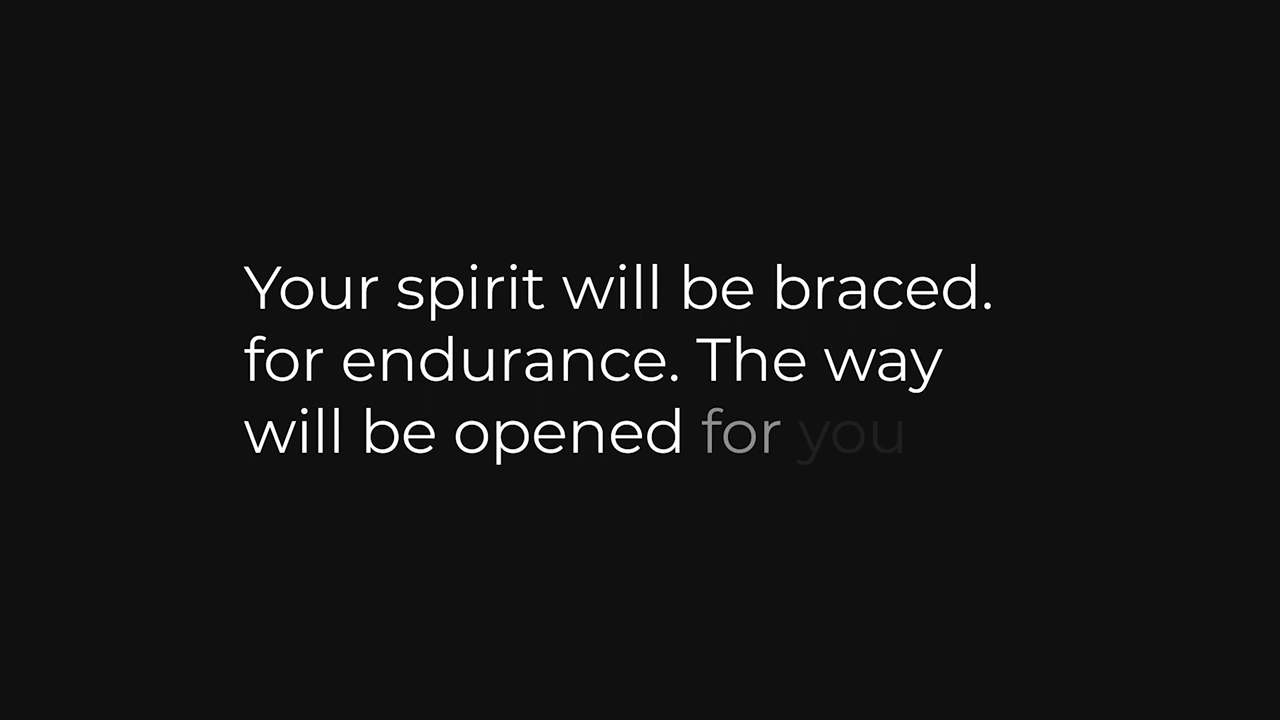 Your spirit will be braced.
for endurance. The way
will be opened for you